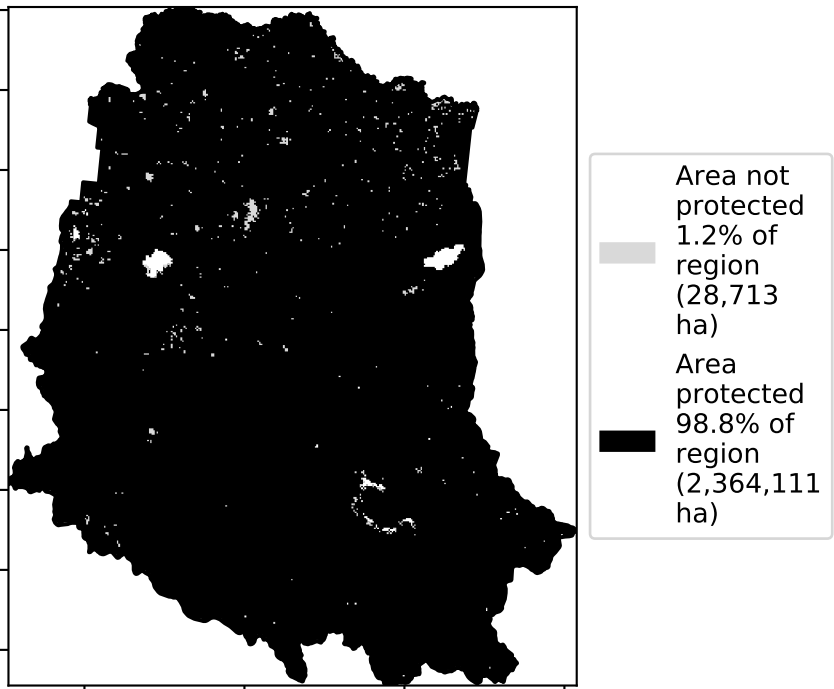 Area not
protected
1.2% of
region
(28,713
ha)
Area
protected
98.8% of
region
(2,364,111
ha)